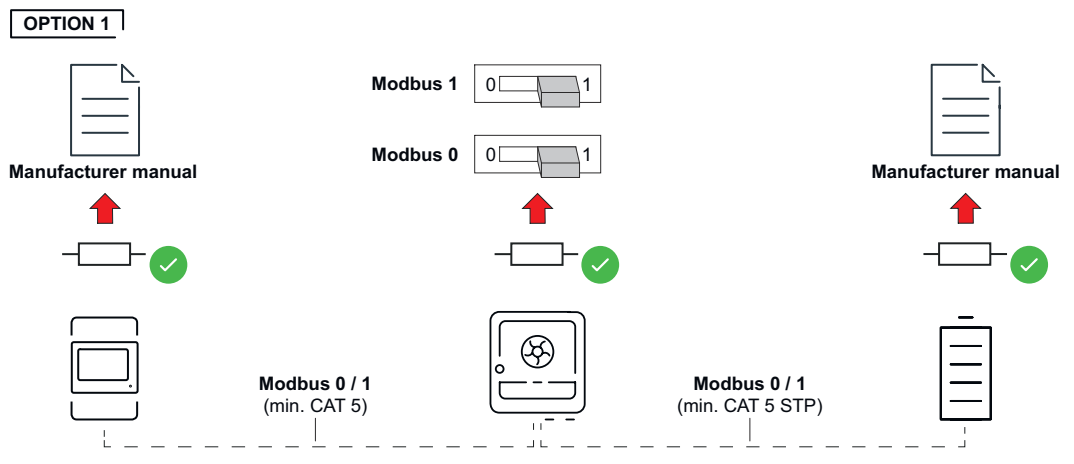 OPTION 1
Modbus 1 0 1
Modbus 0 0 1
Manufacturer manual
Manufacturer manual
Modbus 0 / 1
(min. CAT 5)
Modbus 0 / 1
(min. CAT 5 STP)